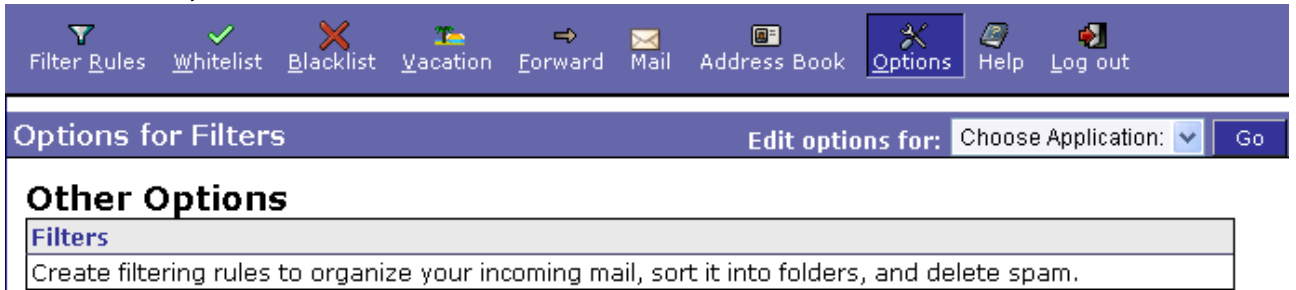 Filter Rules Whitelist Blacklist Vacation Forward Mail Address Book Options Help Log out
Options for Filters Edit options for: Choose Application: Go
Other Options
Filters
Create filtering rules to organize your incoming mail, sort it into folders, and delete spam.